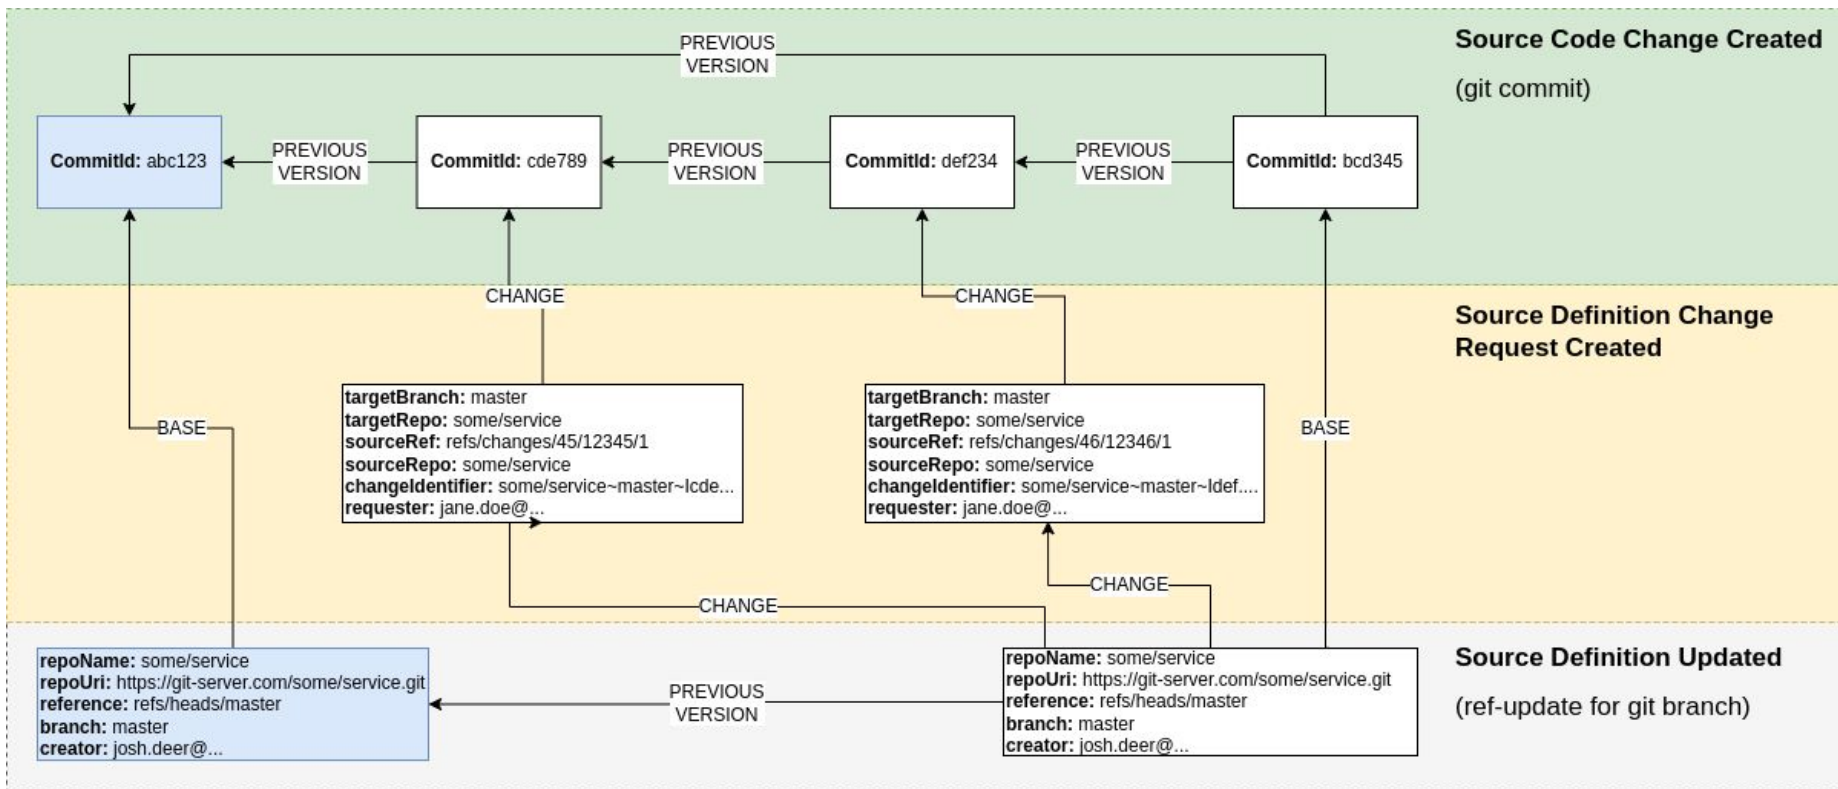 PREVIOUS
VERSION
Source Code Change Created
(git commit)
CommitId: abc123
PREVIOUS
VERSION
CommitId: cde789
PREVIOUS
VERSION
CommitId: def234
PREVIOUS
VERSION
CommitId: bcd345
CHANGE
CHANGE
Source Definition Change
Request Created
targetBranch: master
targetRepo: some/service
sourceRef: refs/changes/45/12345/1
sourceRepo: some/service
changeIdentifier: some/service~master~Icde...
requester: jane.doe@...
targetBranch: master
targetRepo: some/service
sourceRef: refs/changes/46/12346/1
sourceRepo: some/service
changeIdentifier: some/service~master~Idef....
requester: jane.doe@...
BASE
BASE
CHANGE
CHANGE
repoName: some/service
repoUri: https://git-server.com/some/service.git
reference: refs/heads/master
branch: master
creator: josh.deer@...
PREVIOUS
VERSION
repoName: some/service
repoUri: https://git-server.com/some/service.git
reference: refs/heads/master
branch: master
creator: josh.deer@...
Source Definition Updated
(ref-update for git branch)